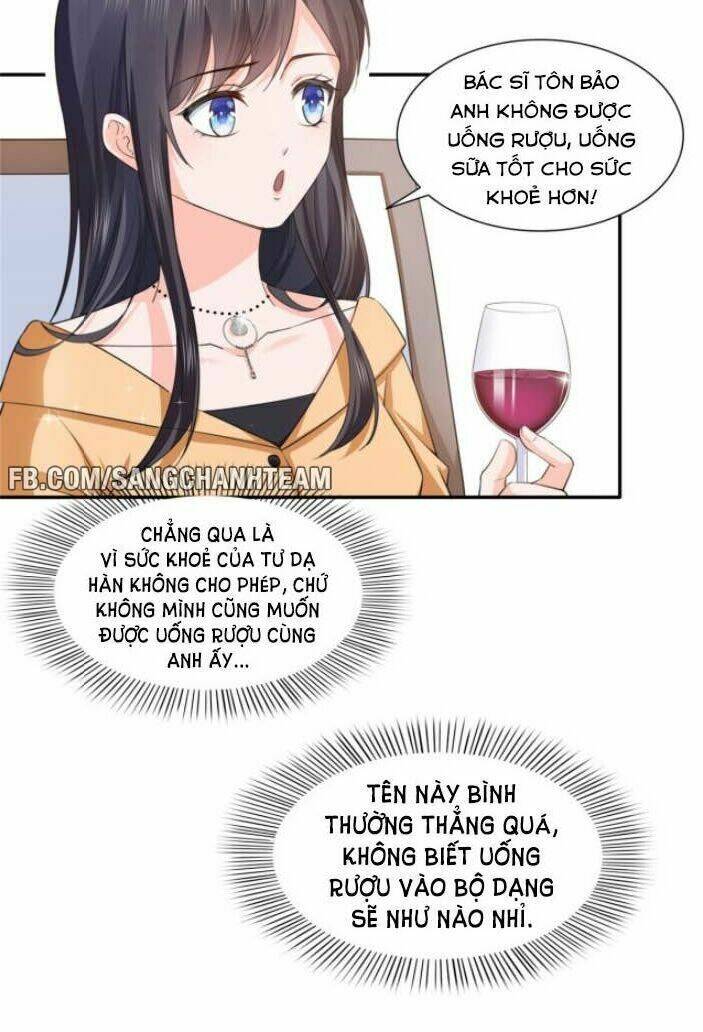 BÁC SĨ TÔN BẢO
ANH KHÔNG ĐƯỢC
UỐNG RƯỢU, UỐNG
SỮA TỐT CHO SỨC
KHOẺ HƠN!
FB.COM/SANGCHANHTEAM
CHẲNG QUA LÀ
VÌ SỨC KHOẺ CỦA TƯ DẠ
HÀN KHÔNG CHO PHÉP, CHỨ
KHÔNG MÌNH CŨNG MUỐN
ĐƯỢC UỐNG RƯỢU CÙNG
ANH ẤY...
TÊN NÀY BÌNH
THƯỜNG THẲNG QUÁ,
KHÔNG BIẾT UỐNG
RƯỢU VÀO BỘ DẠNG
SẼ NHƯ NÀO NHỈ.